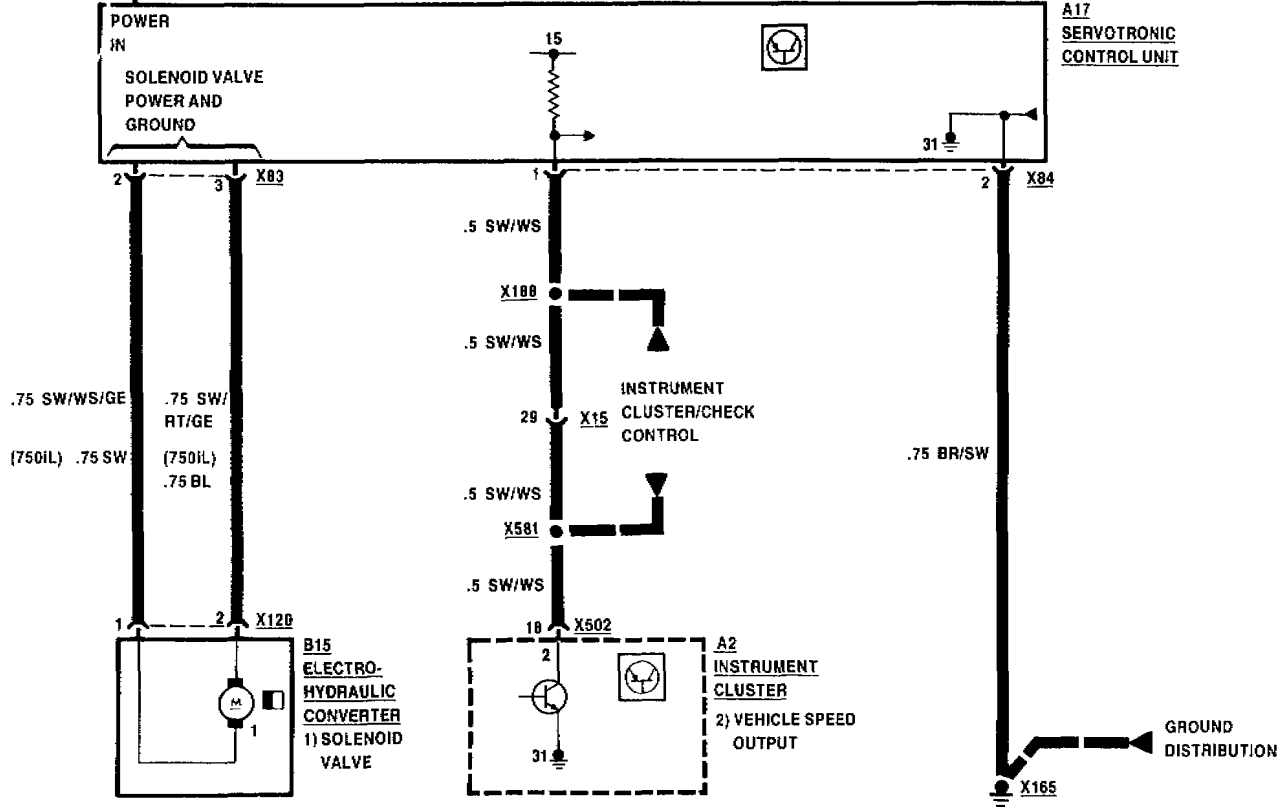 POWER
IN
SOLENOID VALVE
POWER AND
GROUND
15
31
A17
SERVOTRONIC
CONTROL UNIT
2
3
X83
1
2
X84
.5 SW/WS
X188
.5 SW/WS
.75 SW/WS/GE
.75 SW/
RT/GE
(750iL) .75 SW
(750iL)
.75 BL
29
X15
INSTRUMENT
CLUSTER/CHECK
CONTROL
.75 BR/SW
.5 SW/WS
X581
.5 SW/WS
1
2
X120
18
X502
B15
ELECTRO-
HYDRAULIC
CONVERTER
1) SOLENOID
VALVE
M
1
2
31
A2
INSTRUMENT
CLUSTER
2) VEHICLE SPEED
OUTPUT
GROUND
DISTRIBUTION
X165